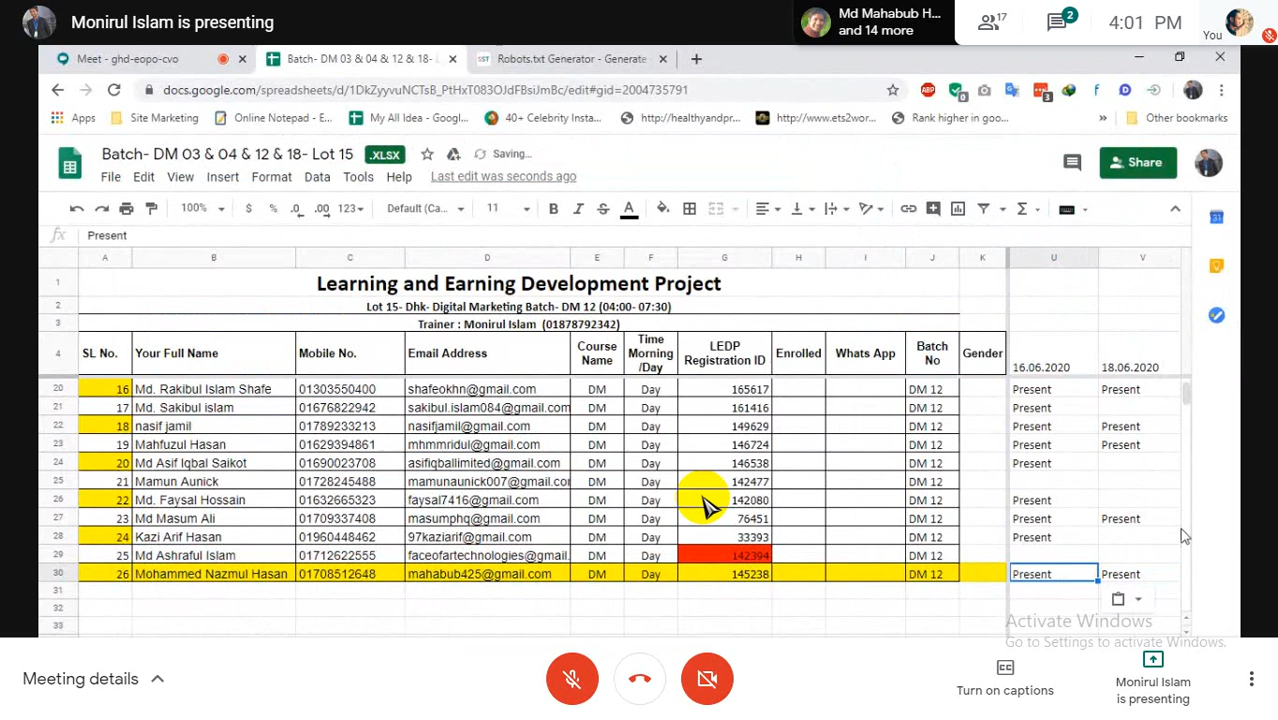 Monirul Islam is presenting
Md Mahabub H...
and 14 more
17
2
4:01 PM
You
Meet - ghd-eopo-cvo
Batch- DM 03 & 04 & 12 & 18-
Robots.txt Generator - Generate
docs.google.com/spreadsheets/d/1DkZyyvuNCTsB_PtHxT083OJdFBsiJmBc/edit#gid=2004735791
Apps Site Marketing Online Notepad - E... My All Idea - Googl... 40+ Celebrity Insta... http://healthyandpr... http://www.ets2wor... Rank higher in goo... » Other bookmarks
Batch- DM 03 & 04 & 12 & 18- Lot 15 .XLSX Saving...
Share
File Edit View Insert Format Data Tools Help Last edit was seconds ago
100% $ % .0 .00 123 Default (Ca... 11 B I S A
fx Present
A B C D E F G H I J K U V
1 Learning and Earning Development Project
2 Lot 15- Dhk- Digital Marketing Batch- DM 12 (04:00- 07:30)
3 Trainer : Monirul Islam (01878792342)
4 SL No. Your Full Name Mobile No. Email Address Course Name Time Morning /Day LEDP Registration ID Enrolled Whats App Batch No Gender 16.06.2020 18.06.2020
20 16 Md. Rakibul Islam Shafe 01303550400 shafeokhn@gmail.com DM Day 165617 DM 12 Present Present
21 17 Md. Sakibul islam 01676822942 sakibul.islam084@gmail.com DM Day 161416 DM 12 Present
22 18 nasif jamil 01789233213 nasifjamil@gmail.com DM Day 149629 DM 12 Present Present
23 19 Mahfuzul Hasan 01629394861 mhmmridul@gmail.com DM Day 146724 DM 12 Present Present
24 20 Md Asif Iqbal Saikot 01690023708 asifiqballimited@gmail.com DM Day 146538 DM 12 Present
25 21 Mamun Aunick 01728245488 mamunaunick007@gmail.co DM Day 142477 DM 12
26 22 Md. Faysal Hossain 01632665323 faysal7416@gmail.com DM Day 142080 DM 12 Present
27 23 Md Masum Ali 01709337408 masumphq@gmail.com DM Day 76451 DM 12 Present Present
28 24 Kazi Arif Hasan 01960448462 97kaziarif@gmail.com DM Day 33393 DM 12 Present
29 25 Md Ashraful Islam 01712622555 faceofartechnologies@gmail. DM Day 142394 DM 12
30 26 Mohammed Nazmul Hasan 01708512648 mahabub425@gmail.com DM Day 145238 DM 12 Present Present
31
32
33
Activate Windows
Go to Settings to activate Windows.
Meeting details
Turn on captions
Monirul Islam
is presenting